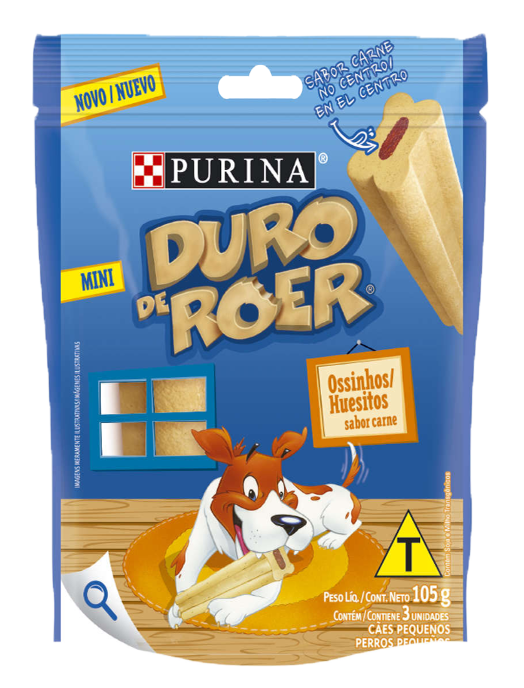 NOVO / NUEVO
SABOR CARNE
NO CENTRO/
EN EL CENTRO
PURINA®
DURO
DE ROER®
MINI
Ossinhos/
Huesitos
sabor carne
IMAGENS MERAMENTE ILUSTRATIVAS/IMÁGENES ILUSTRATIVAS
T
PESO LÍQ. / CONT. NETO 105 g
CONTÉM / CONTIENE 3 UNIDADES
CÃES PEQUENOS
PERROS PEQUEÑOS